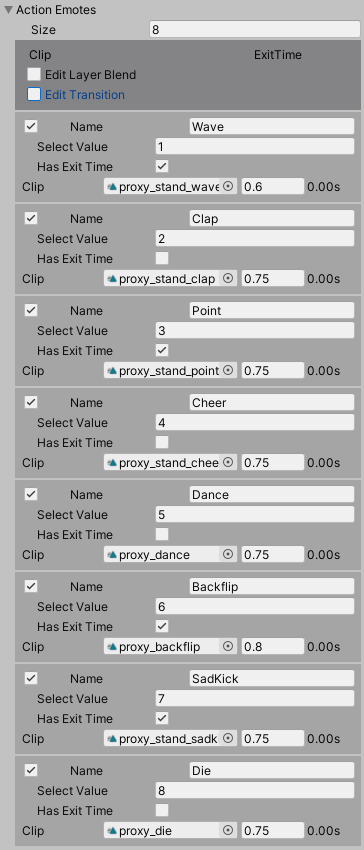 Action Emotes
Size 8
Clip ExitTime
Edit Layer Blend
Edit Transition
Name Wave
Select Value 1
Has Exit Time
Clip proxy_stand_wave 0.6 0.00s
Name Clap
Select Value 2
Has Exit Time
Clip proxy_stand_clap 0.75 0.00s
Name Point
Select Value 3
Has Exit Time
Clip proxy_stand_point 0.75 0.00s
Name Cheer
Select Value 4
Has Exit Time
Clip proxy_stand_chee 0.75 0.00s
Name Dance
Select Value 5
Has Exit Time
Clip proxy_dance 0.75 0.00s
Name Backflip
Select Value 6
Has Exit Time
Clip proxy_backflip 0.8 0.00s
Name SadKick
Select Value 7
Has Exit Time
Clip proxy_stand_sadk 0.75 0.00s
Name Die
Select Value 8
Has Exit Time
Clip proxy_die 0.75 0.00s